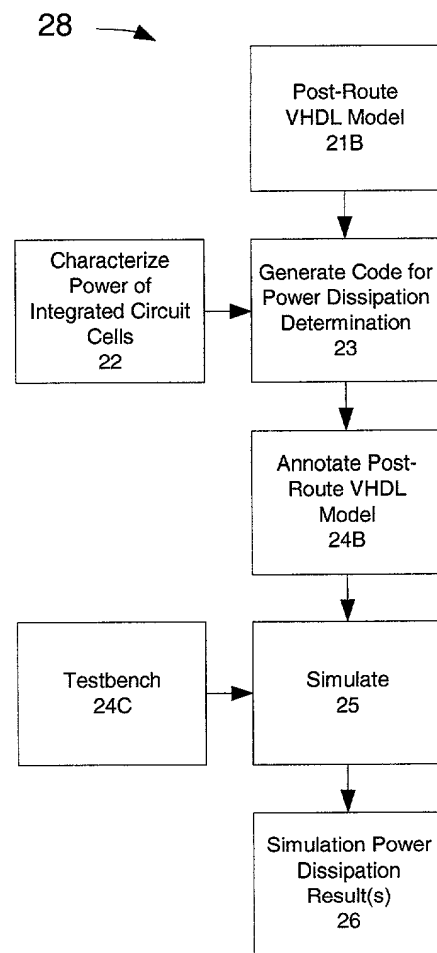 28
Post-Route
VHDL Model
21B
Characterize
Power of
Integrated Circuit
Cells
22
Generate Code for
Power Dissipation
Determination
23
Annotate Post-
Route VHDL
Model
24B
Testbench
24C
Simulate
25
Simulation Power
Dissipation
Result(s)
26